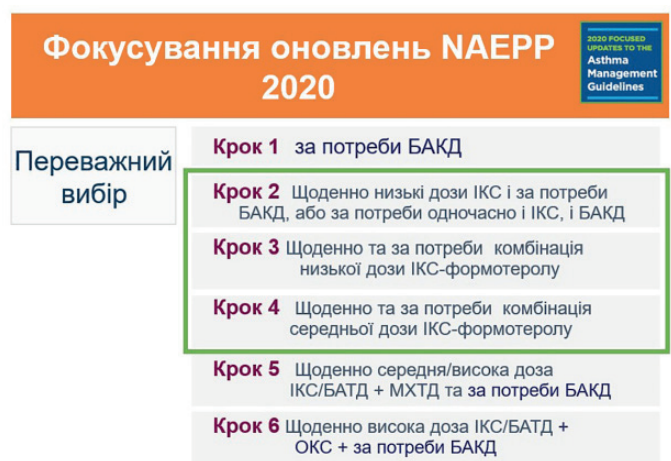 Фокусування оновлень NAEPP
2020
2020 FOCUSED
UPDATES TO THE
Asthma
Management
Guidelines
Переважний
вибір
Крок 1 за потреби БАКД
Крок 2 Щоденно низькі дози ІКС і за потреби
БАКД, або за потреби одночасно і ІКС, і БАКД
Крок 3 Щоденно та за потреби комбінація
низької дози ІКС-формотеролу
Крок 4 Щоденно та за потреби комбінація
середньої дози ІКС-формотеролу
Крок 5 Щоденно середня/висока доза
ІКС/БАТД + МХТД та за потреби БАКД
Крок 6 Щоденно висока доза ІКС/БАТД +
ОКС + за потреби БАКД